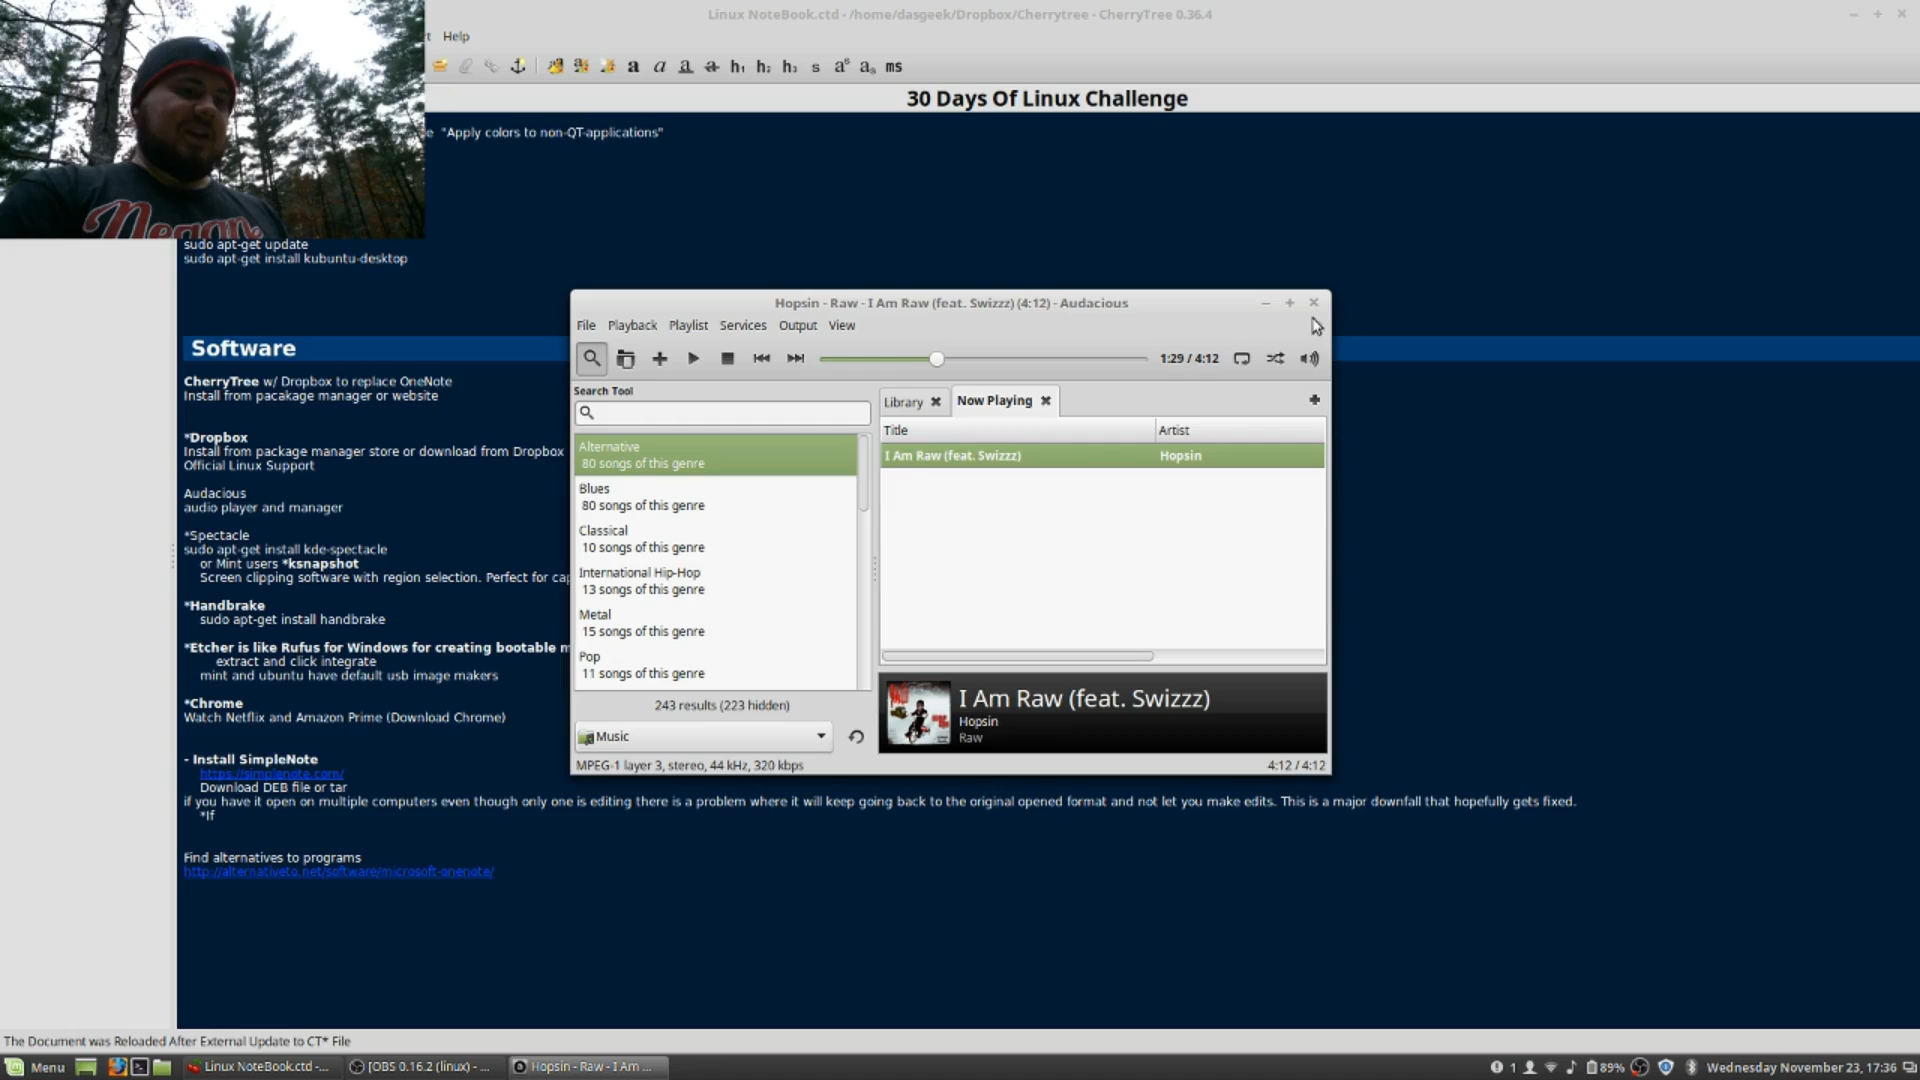 Linux NoteBook.ctd - /home/dasgeek/Dropbox/Cherrytree - CherryTree 0.36.4
Help
a a a a h1 h2 h3 s aˢ aₛ ms
30 Days Of Linux Challenge
"Apply colors to non-QT-applications"
sudo apt-get update
sudo apt-get install kubuntu-desktop
Software
CherryTree w/ Dropbox to replace OneNote
Install from pacakage manager or website
*Dropbox
Install from package manager store or download from Dropbox
Official Linux Support
Audacious
audio player and manager
*Spectacle
sudo apt-get install kde-spectacle
or Mint users *ksnapshot
Screen clipping software with region selection. Perfect for cap
*Handbrake
sudo apt-get install handbrake
*Etcher is like Rufus for Windows for creating bootable m
extract and click integrate
mint and ubuntu have default usb image makers
*Chrome
Watch Netflix and Amazon Prime (Download Chrome)
- Install SimpleNote
https://simplenote.com/
Download DEB file or tar
if you have it open on multiple computers even though only one is editing there is a problem where it will keep going back to the original opened format and not let you make edits. This is a major downfall that hopefully gets fixed.
*If
Find alternatives to programs
http://alternativeto.net/software/microsoft-onenote/
Hopsin - Raw - I Am Raw (feat. Swizzz) (4:12) - Audacious
File Playback Playlist Services Output View
1:29 / 4:12
Search Tool
Alternative
80 songs of this genre
Blues
80 songs of this genre
Classical
10 songs of this genre
International Hip-Hop
13 songs of this genre
Metal
15 songs of this genre
Pop
11 songs of this genre
243 results (223 hidden)
Music
Library Now Playing
Title Artist
I Am Raw (feat. Swizzz) Hopsin
I Am Raw (feat. Swizzz)
Hopsin
Raw
MPEG-1 layer 3, stereo, 44 kHz, 320 kbps 4:12 / 4:12
The Document was Reloaded After External Update to CT* File
Menu Linux NoteBook.ctd -... [OBS 0.16.2 (linux) - ... Hopsin - Raw - I Am ... 1 89% Wednesday November 23, 17:36